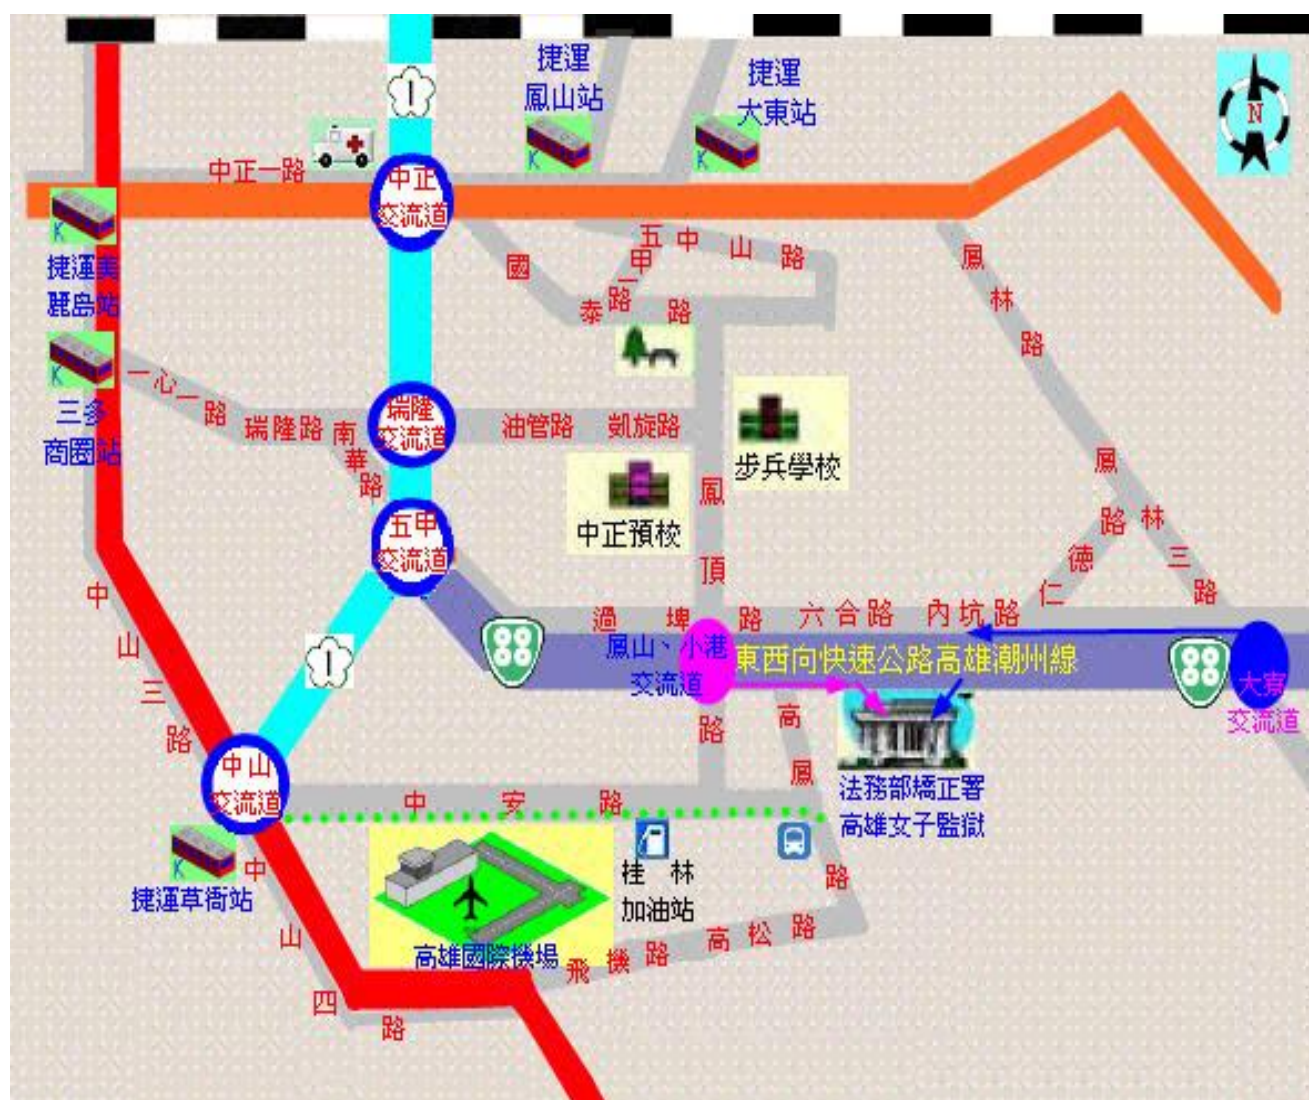 捷運
鳳山站
捷運
大東站
N
1
K
K
中正一路
中正
交流道
K
捷運美
麗島站
國泰路
五甲一路
中山路
鳳林路
K
三多
商圈站
一心一路
瑞隆路
南華路
瑞隆
交流道
油管路
凱旋路
步兵學校
中正預校
五甲
交流道
鳳頂路
鳳林三路
仁德路
中山三路
過埤路
六合路
內坑路
1
88
鳳山、小港
交流道
東西向快速公路高雄潮州線
88
大寮
交流道
中山
交流道
中安路
高鳳路
法務部矯正署
高雄女子監獄
K
捷運草衙站
桂林
加油站
高雄國際機場
飛機路
高松路
中山四路